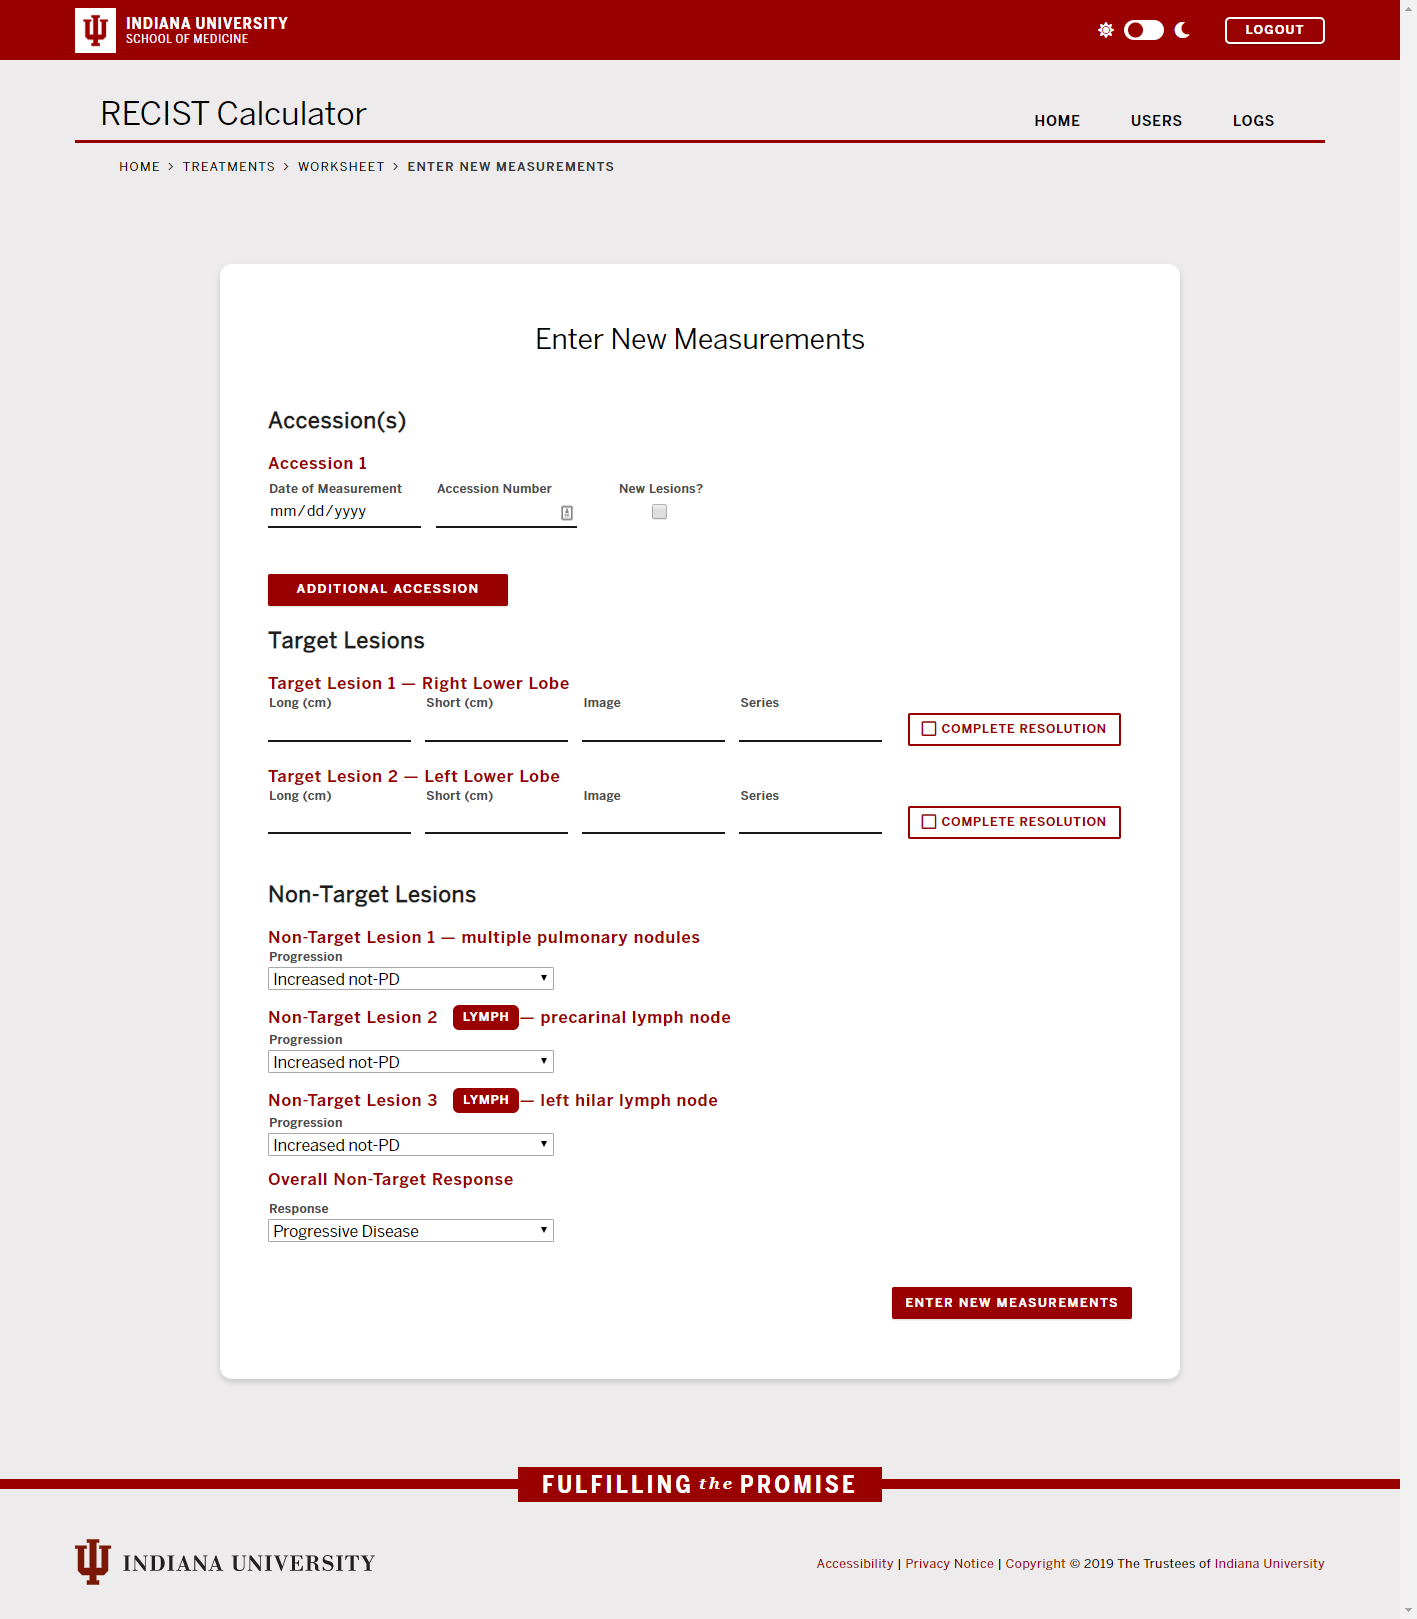 INDIANA UNIVERSITY
SCHOOL OF MEDICINE
LOGOUT
RECIST Calculator
HOME USERS LOGS
HOME > TREATMENTS > WORKSHEET > ENTER NEW MEASUREMENTS
Enter New Measurements
Accession(s)
Accession 1
Date of Measurement Accession Number New Lesions?
mm/dd/yyyy
ADDITIONAL ACCESSION
Target Lesions
Target Lesion 1 — Right Lower Lobe
Long (cm) Short (cm) Image Series
COMPLETE RESOLUTION
Target Lesion 2 — Left Lower Lobe
Long (cm) Short (cm) Image Series
COMPLETE RESOLUTION
Non-Target Lesions
Non-Target Lesion 1 — multiple pulmonary nodules
Progression
Increased not-PD
Non-Target Lesion 2 LYMPH — precarinal lymph node
Progression
Increased not-PD
Non-Target Lesion 3 LYMPH — left hilar lymph node
Progression
Increased not-PD
Overall Non-Target Response
Response
Progressive Disease
ENTER NEW MEASUREMENTS
FULFILLING the PROMISE
INDIANA UNIVERSITY
Accessibility | Privacy Notice | Copyright © 2019 The Trustees of Indiana University